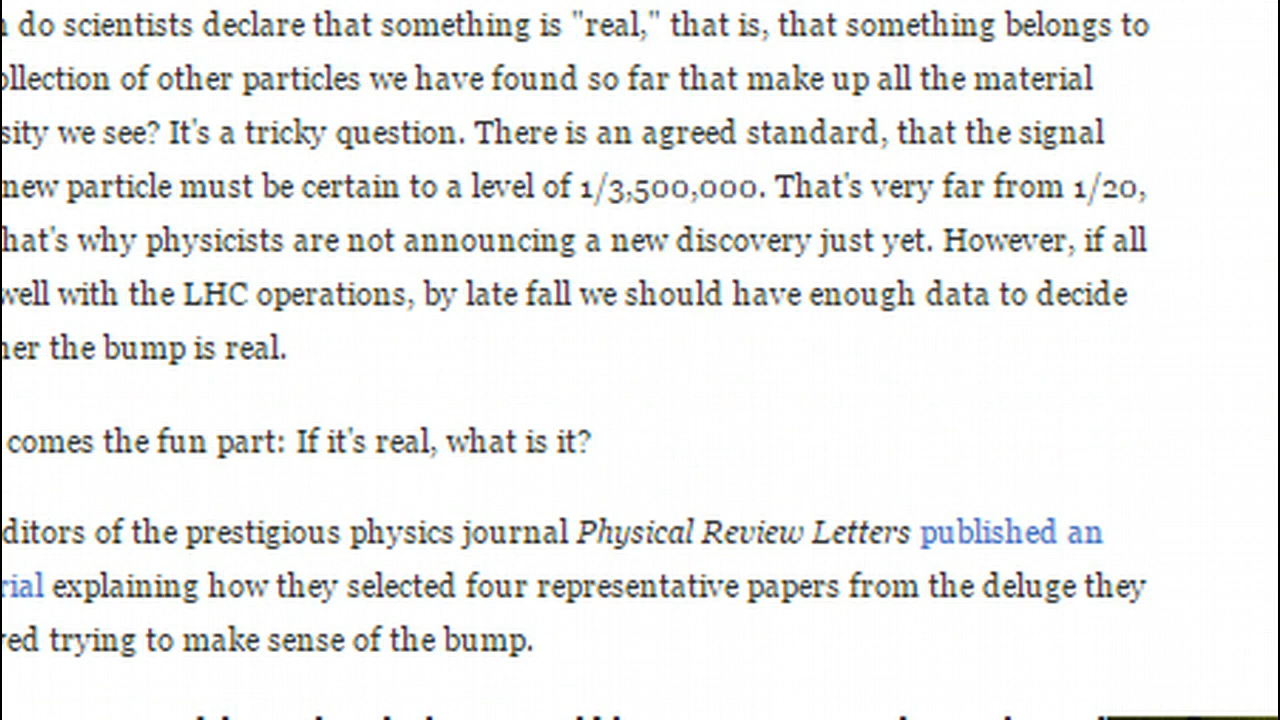 do scientists declare that something is "real," that is, that something belongs to
ollection of other particles we have found so far that make up all the material
sity we see? It's a tricky question. There is an agreed standard, that the signal
new particle must be certain to a level of 1/3,500,000. That's very far from 1/20,
hat's why physicists are not announcing a new discovery just yet. However, if all
well with the LHC operations, by late fall we should have enough data to decide
her the bump is real.
comes the fun part: If it's real, what is it?
ditors of the prestigious physics journal Physical Review Letters published an
rial explaining how they selected four representative papers from the deluge they
red trying to make sense of the bump.